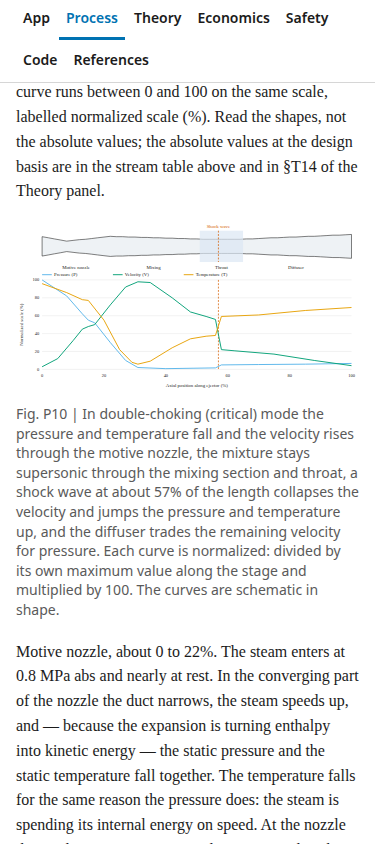 App Process Theory Economics Safety
Code References
curve runs between 0 and 100 on the same scale,
labelled normalized scale (%). Read the shapes, not
the absolute values; the absolute values at the design
basis are in the stream table above and in §T14 of the
Theory panel.
Shock wave
Motive nozzle Mixing Throat Diffuser
Pressure (P) Velocity (V) Temperature (T)
100
80
60
40
20
0
Normalized scale (%)
0 20 40 60 80 100
Axial position along ejector (%)
Fig. P10 | In double-choking (critical) mode the
pressure and temperature fall and the velocity rises
through the motive nozzle, the mixture stays
supersonic through the mixing section and throat, a
shock wave at about 57% of the length collapses the
velocity and jumps the pressure and temperature
up, and the diffuser trades the remaining velocity
for pressure. Each curve is normalized: divided by
its own maximum value along the stage and
multiplied by 100. The curves are schematic in
shape.
Motive nozzle, about 0 to 22%. The steam enters at
0.8 MPa abs and nearly at rest. In the converging part
of the nozzle the duct narrows, the steam speeds up,
and — because the expansion is turning enthalpy
into kinetic energy — the static pressure and the
static temperature fall together. The temperature falls
for the same reason the pressure does: the steam is
spending its internal energy on speed. At the nozzle